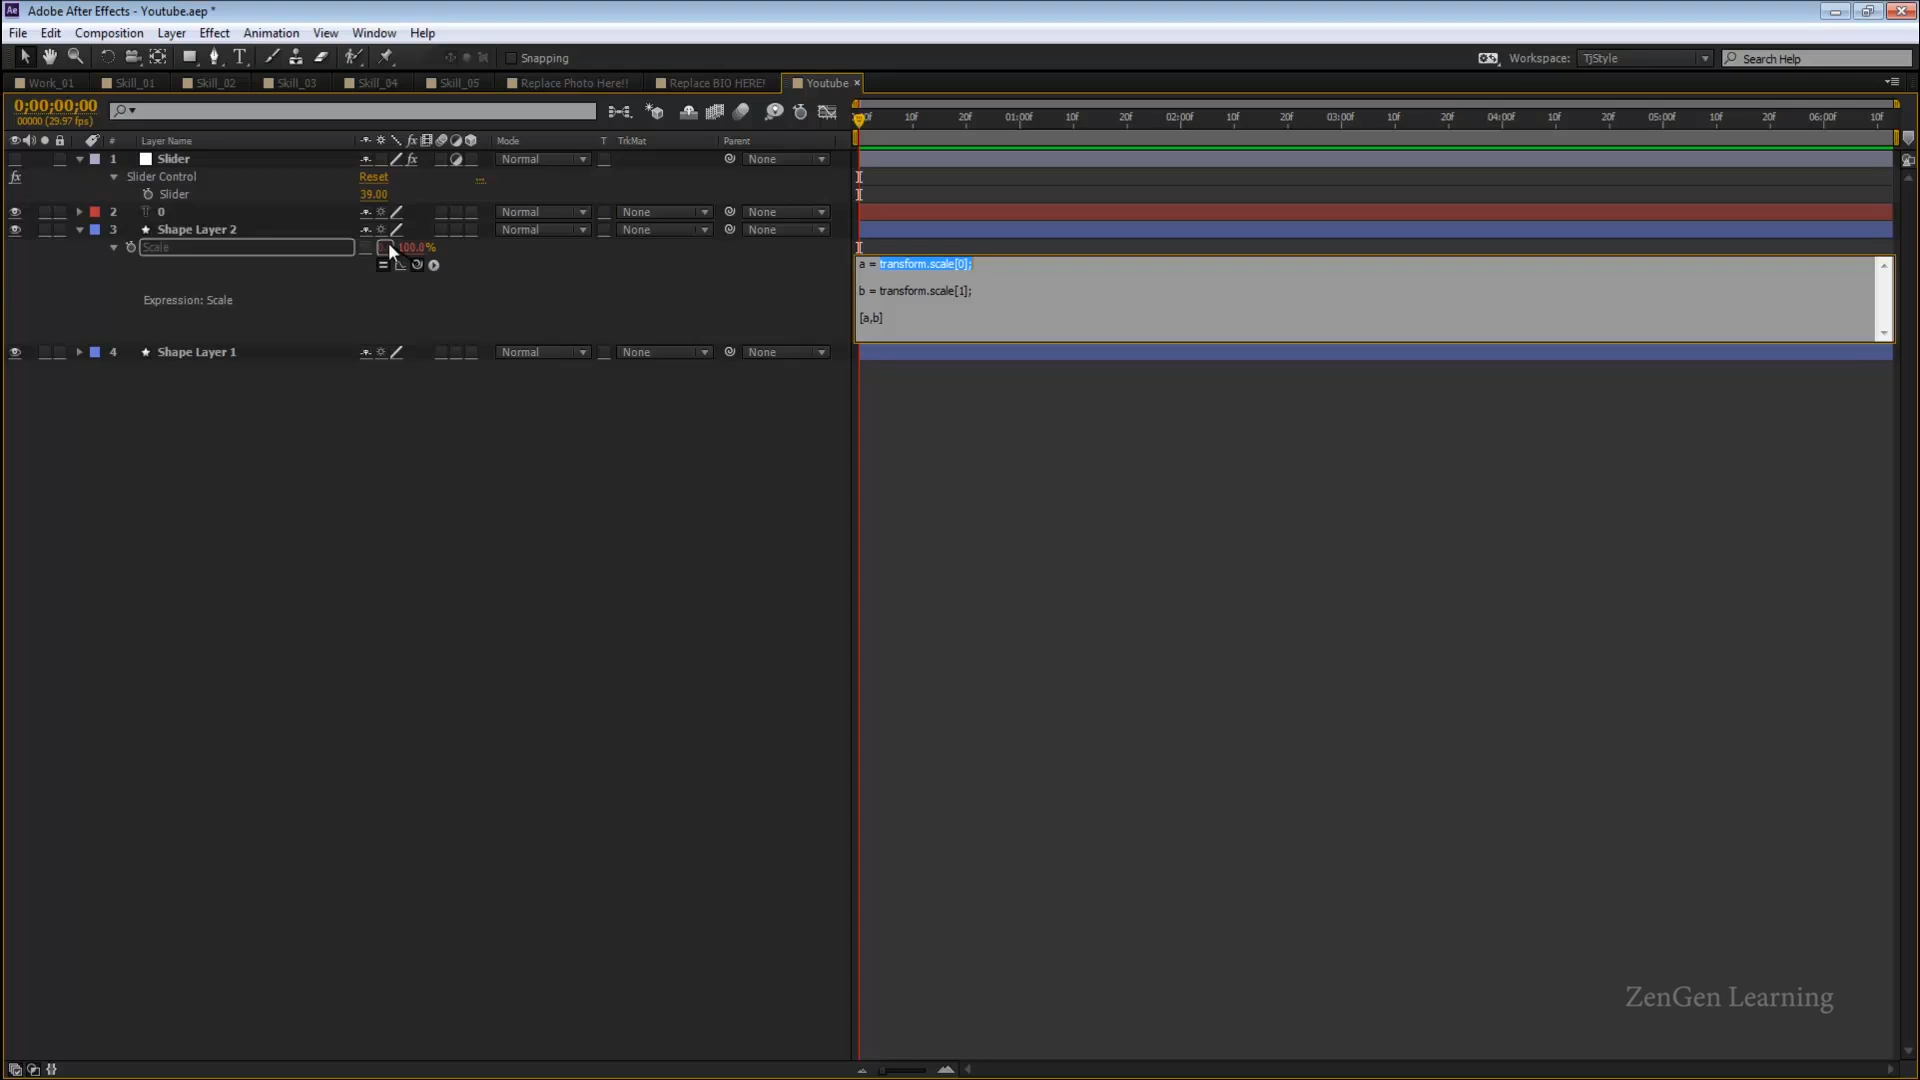 Adobe After Effects - Youtube.aep *
File Edit Composition Layer Effect Animation View Window Help
Snapping
Workspace: TjStyle
Search Help
Work_01 Skill_01 Skill_02 Skill_03 Skill_04 Skill_05 Replace Photo Here!! Replace BIO HERE! Youtube
0;00;00;00
00000 (29.97 fps)
10f 20f 01:00f 10f 20f 02:00f 10f 20f 03:00f 10f 20f 04:00f 10f 20f 05:00f 10f 20f 06:00f 10f
# Layer Name Mode T TrkMat Parent
1 Slider fx Normal None
fx Slider Control Reset ...
Slider 39.00
2 T 0 Normal None None
3 Shape Layer 2 Normal None None
Scale 100.0%
a = transform.scale[0];
b = transform.scale[1];
Expression: Scale
[a,b]
4 Shape Layer 1 Normal None None
ZenGen Learning